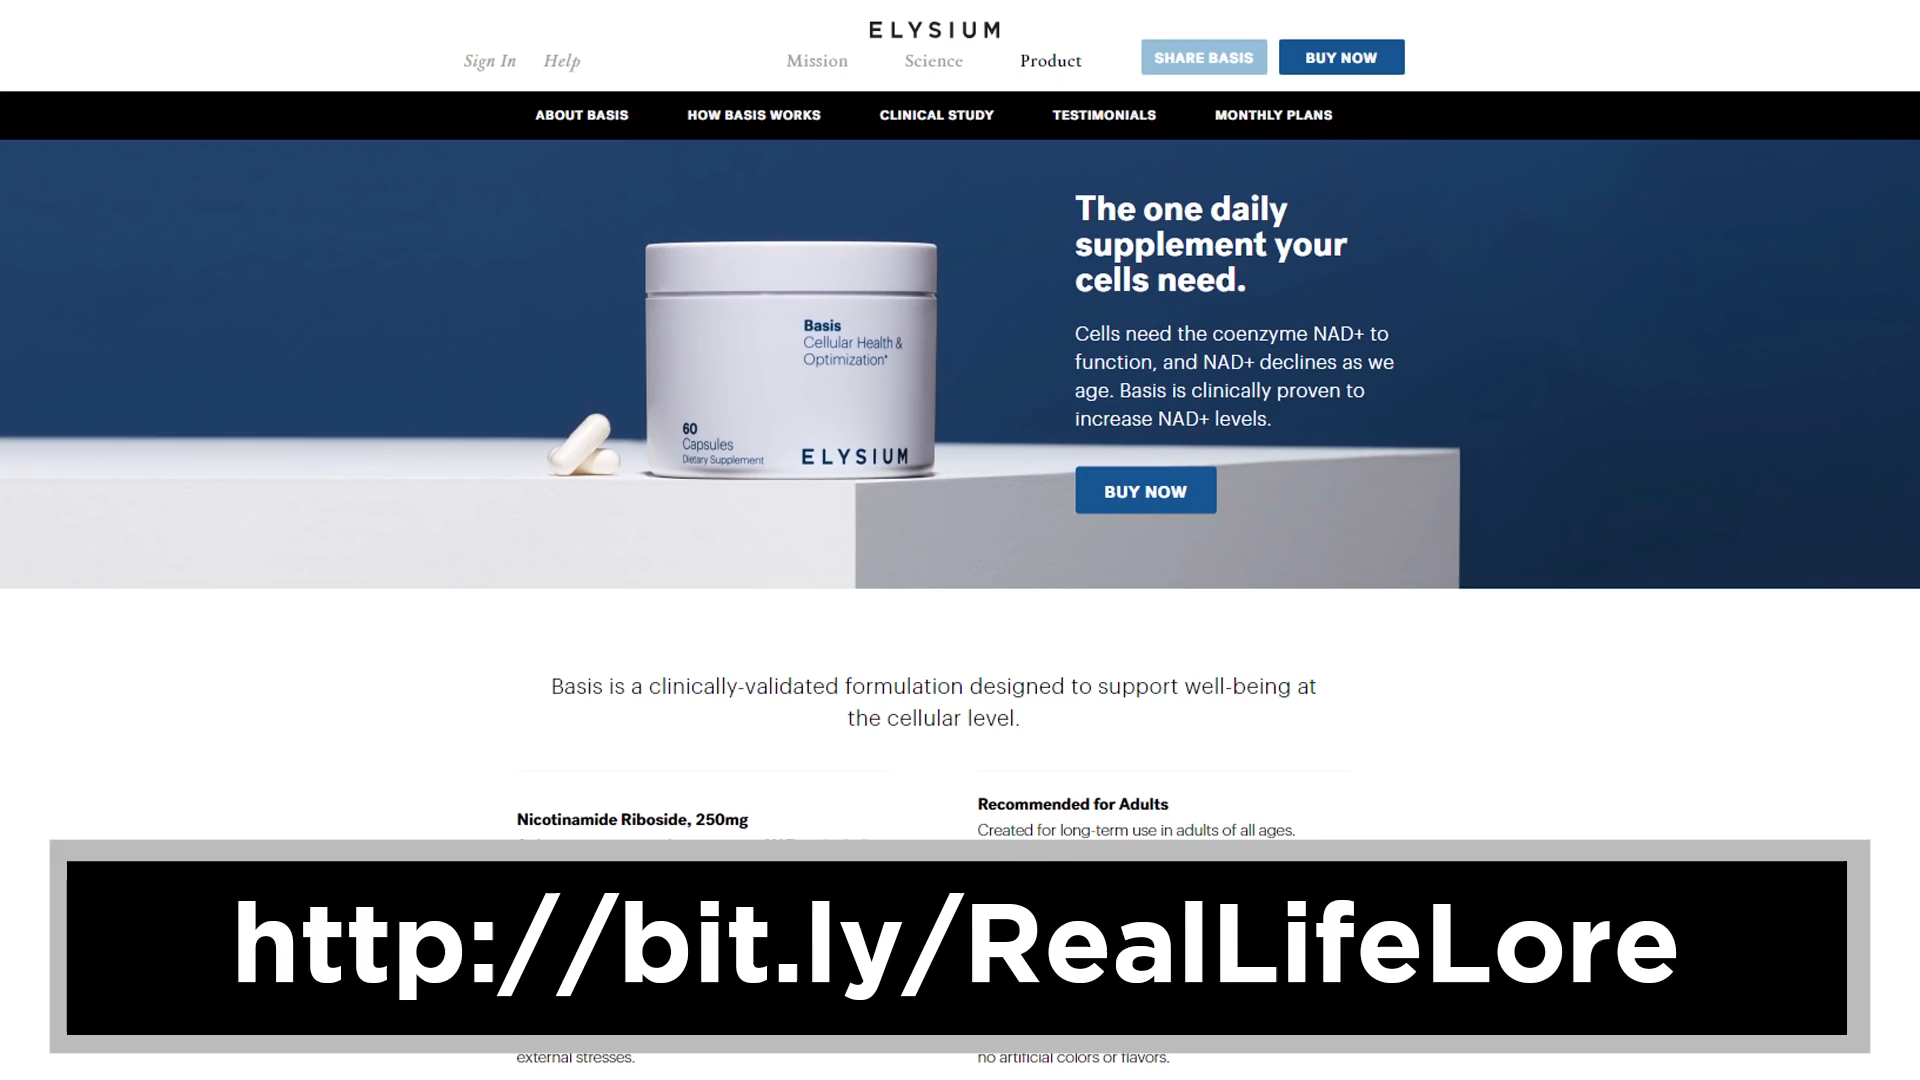 ELYSIUM
Sign In Help Mission Science Product SHARE BASIS BUY NOW
ABOUT BASIS HOW BASIS WORKS CLINICAL STUDY TESTIMONIALS MONTHLY PLANS
The one daily
supplement your
cells need.
Cells need the coenzyme NAD+ to
function, and NAD+ declines as we
age. Basis is clinically proven to
increase NAD+ levels.
BUY NOW
Basis
Cellular Health &
Optimization*
60
Capsules
Dietary Supplement
ELYSIUM
Basis is a clinically-validated formulation designed to support well-being at
the cellular level.
Nicotinamide Riboside, 250mg
Recommended for Adults
Created for long-term use in adults of all ages.
http://bit.ly/RealLifeLore
external stresses.
no artificial colors or flavors.